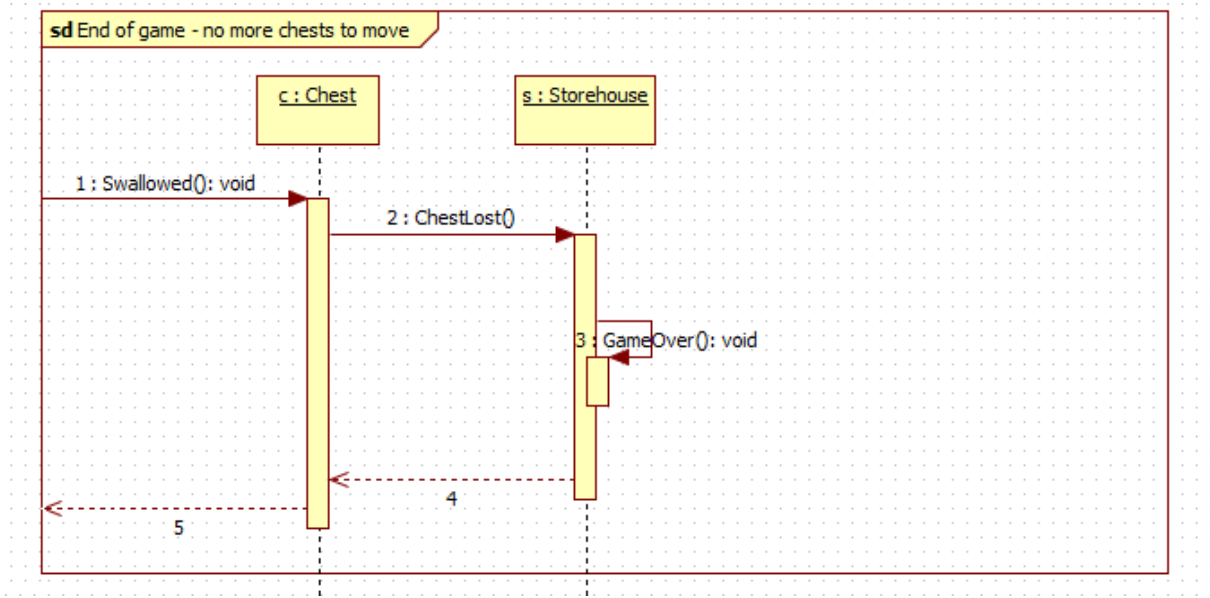 sd End of game - no more chests to move
c : Chest
s : Storehouse
1 : Swallowed(): void
2 : ChestLost()
3 : GameOver(): void
4
5